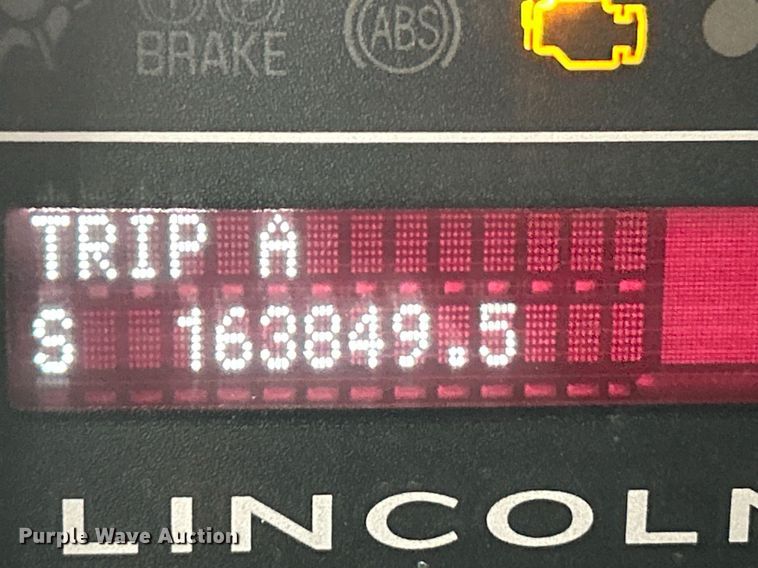 BRAKE
ABS
TRIP A
S 163849.5
LINCOLN
Purple Wave Auction